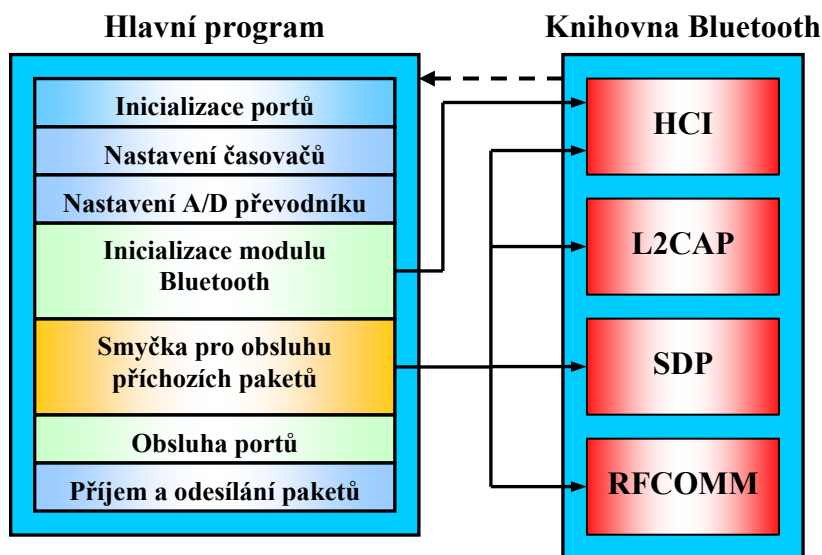 Hlavní program
Inicializace portů
Nastavení časovačů
Nastavení A/D převodníku
Inicializace modulu
Bluetooth
Smyčka pro obsluhu
příchozích paketů
Obsluha portů
Příjem a odesílání paketů
Knihovna Bluetooth
HCI
L2CAP
SDP
RFCOMM